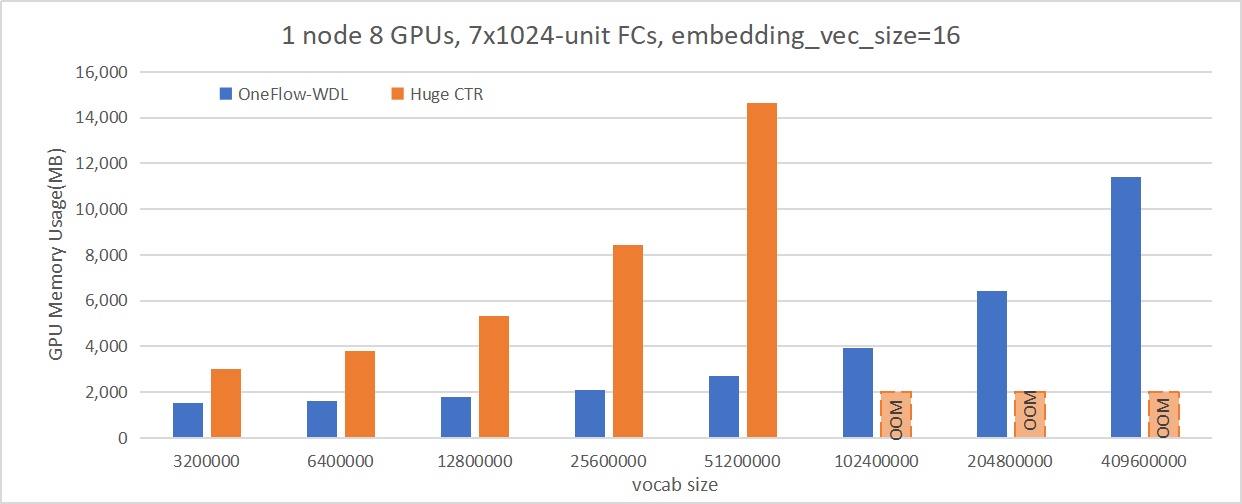 1 node 8 GPUs, 7x1024-unit FCs, embedding_vec_size=16
OneFlow-WDL
Huge CTR
GPU Memory Usage(MB)
16,000
14,000
12,000
10,000
8,000
6,000
4,000
2,000
0
OOM
OOM
OOM
3200000 6400000 12800000 25600000 51200000 102400000 204800000 409600000
vocab size